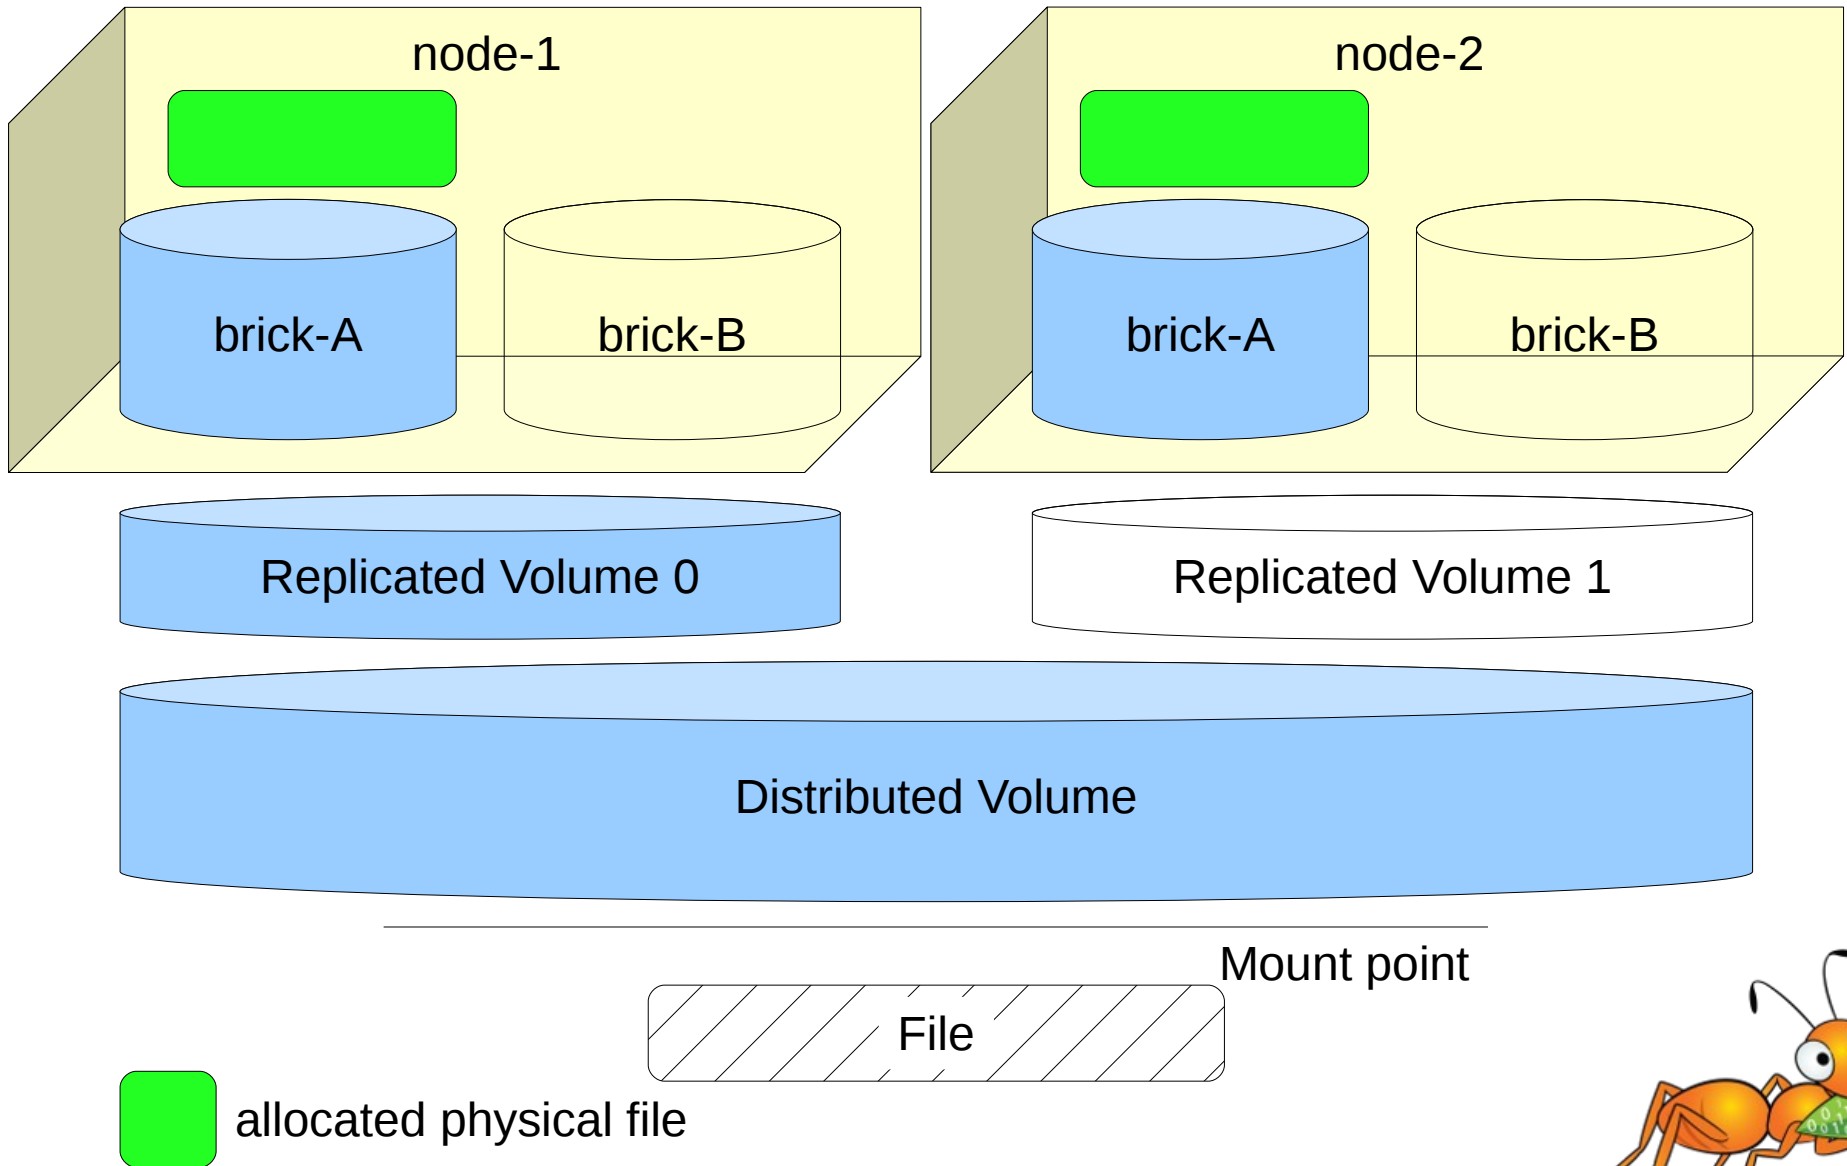 node-1
node-2
brick-A
brick-B
brick-A
brick-B
Replicated Volume 0
Replicated Volume 1
Distributed Volume
Mount point
File
allocated physical file